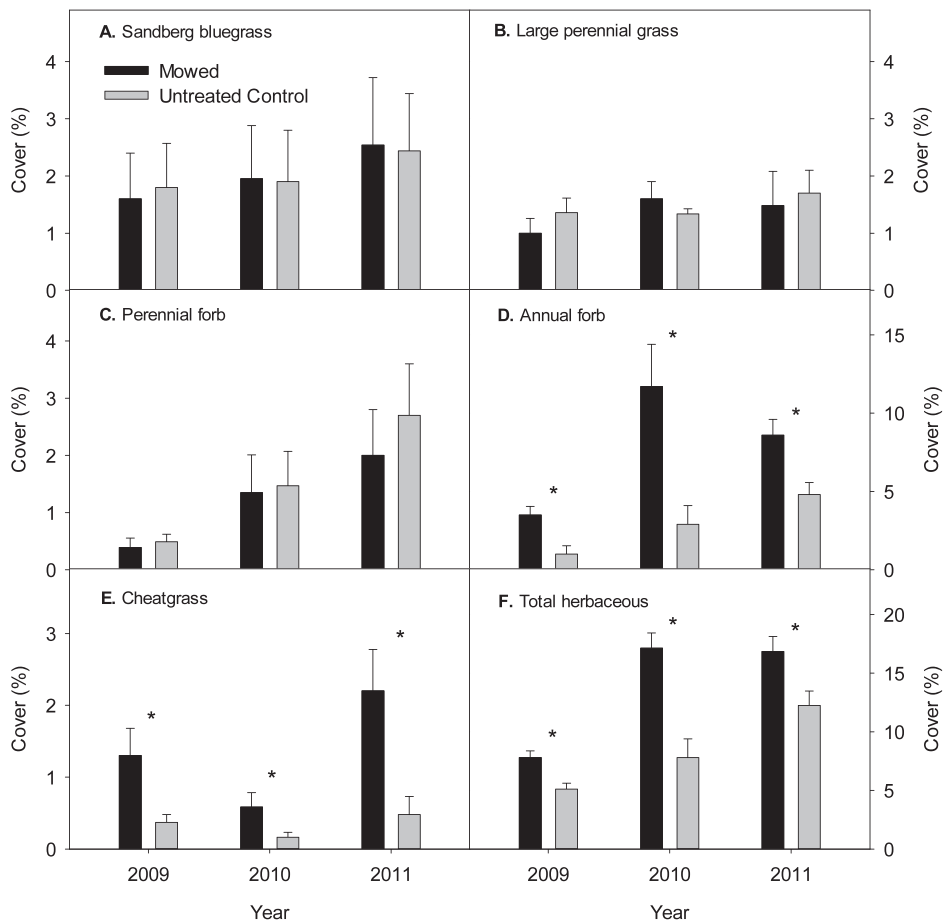 A. Sandberg bluegrass
Mowed
Untreated Control
Cover (%)
4
3
2
1
0
B. Large perennial grass
4
3
2
1
0
Cover (%)
C. Perennial forb
Cover (%)
4
3
2
1
0
D. Annual forb
*
*
*
15
10
5
0
Cover (%)
E. Cheatgrass
*
*
*
Cover (%)
3
2
1
0
2009
2010
2011
Year
F. Total herbaceous
*
*
*
20
15
10
5
0
Cover (%)
2009
2010
2011
Year